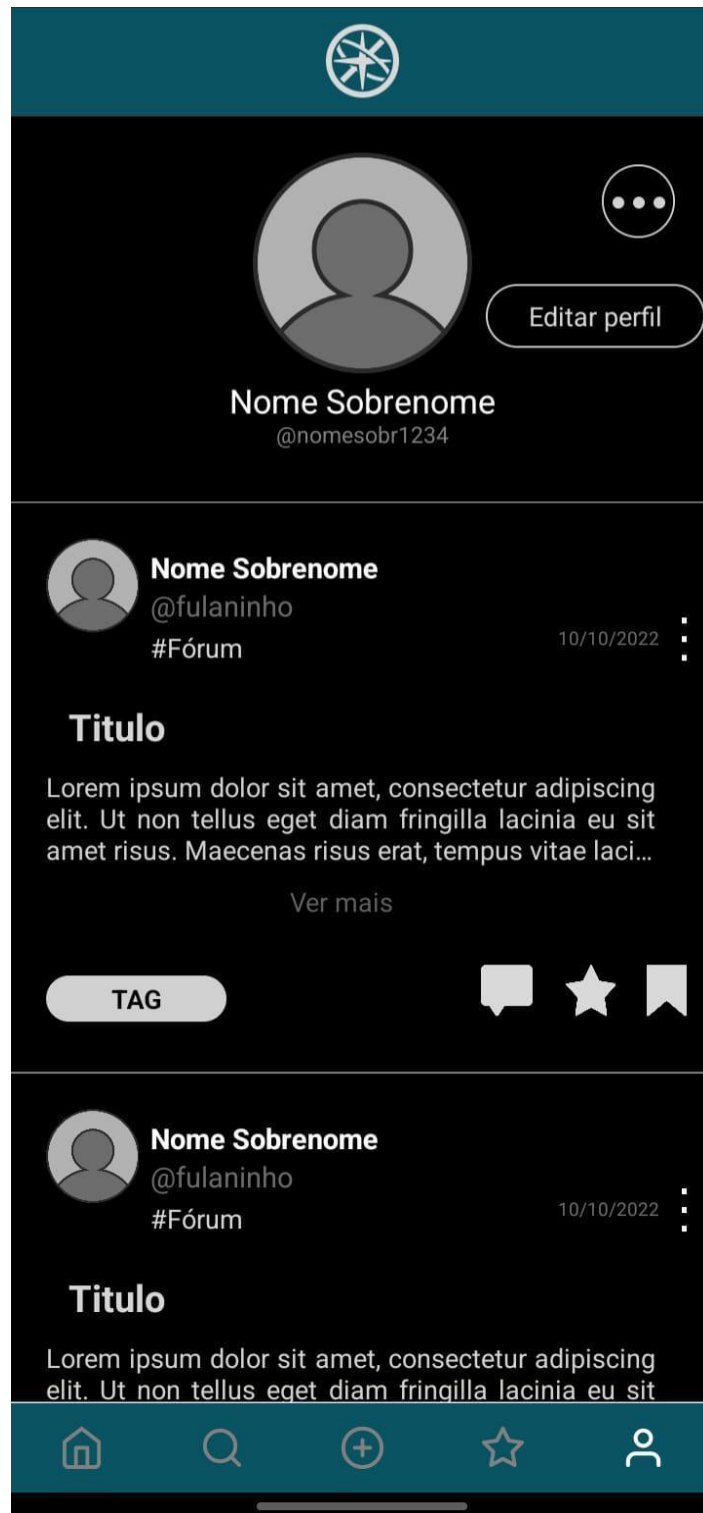 Editar perfil
Nome Sobrenome
@nomesobr1234
Nome Sobrenome
@fulaninho
#Fórum
10/10/2022
Titulo
Lorem ipsum dolor sit amet, consectetur adipiscing
elit. Ut non tellus eget diam fringilla lacinia eu sit
amet risus. Maecenas risus erat, tempus vitae laci...
Ver mais
TAG
Nome Sobrenome
@fulaninho
#Fórum
10/10/2022
Titulo
Lorem ipsum dolor sit amet, consectetur adipiscing
elit. Ut non tellus eget diam fringilla lacinia eu sit